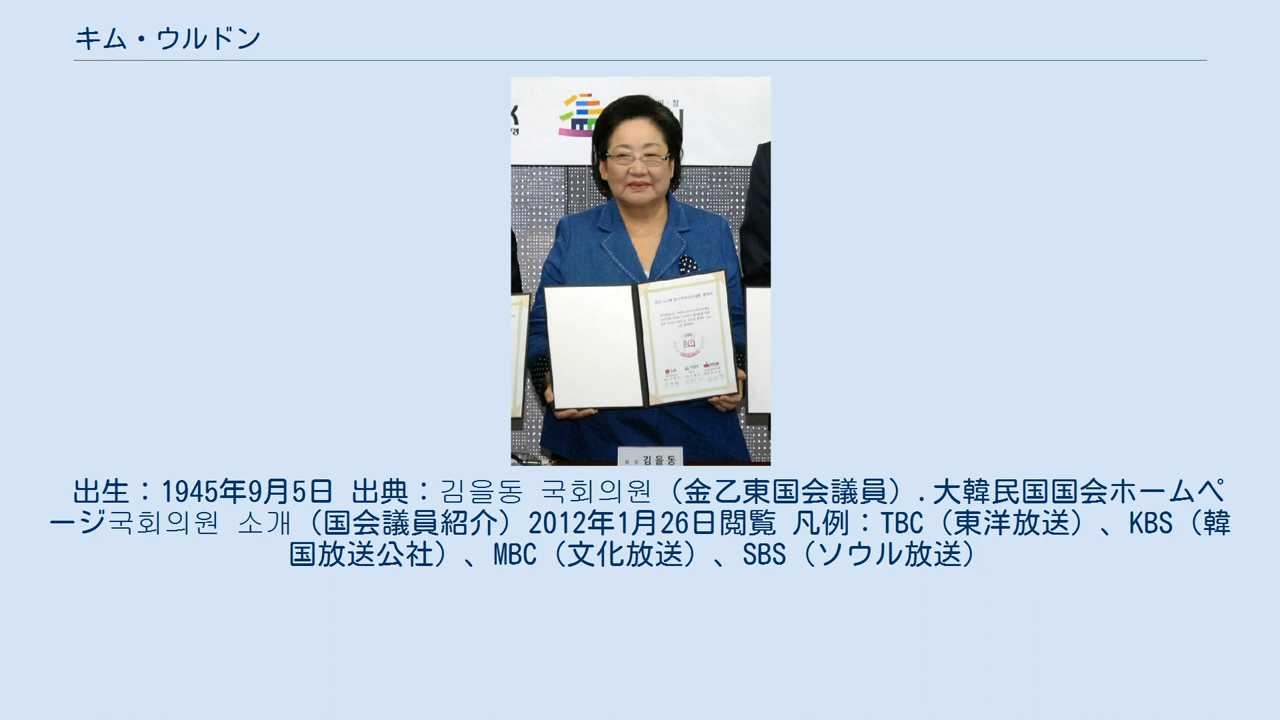 キム・ウルドン
김을동
出生：1945年9月5日 出典：김을동 국회의원（金乙東国会議員）.大韓民国国会ホームペ
ージ국회의원 소개（国会議員紹介）2012年1月26日閲覧 凡例：TBC（東洋放送）、KBS（韓
国放送公社）、MBC（文化放送）、SBS（ソウル放送）